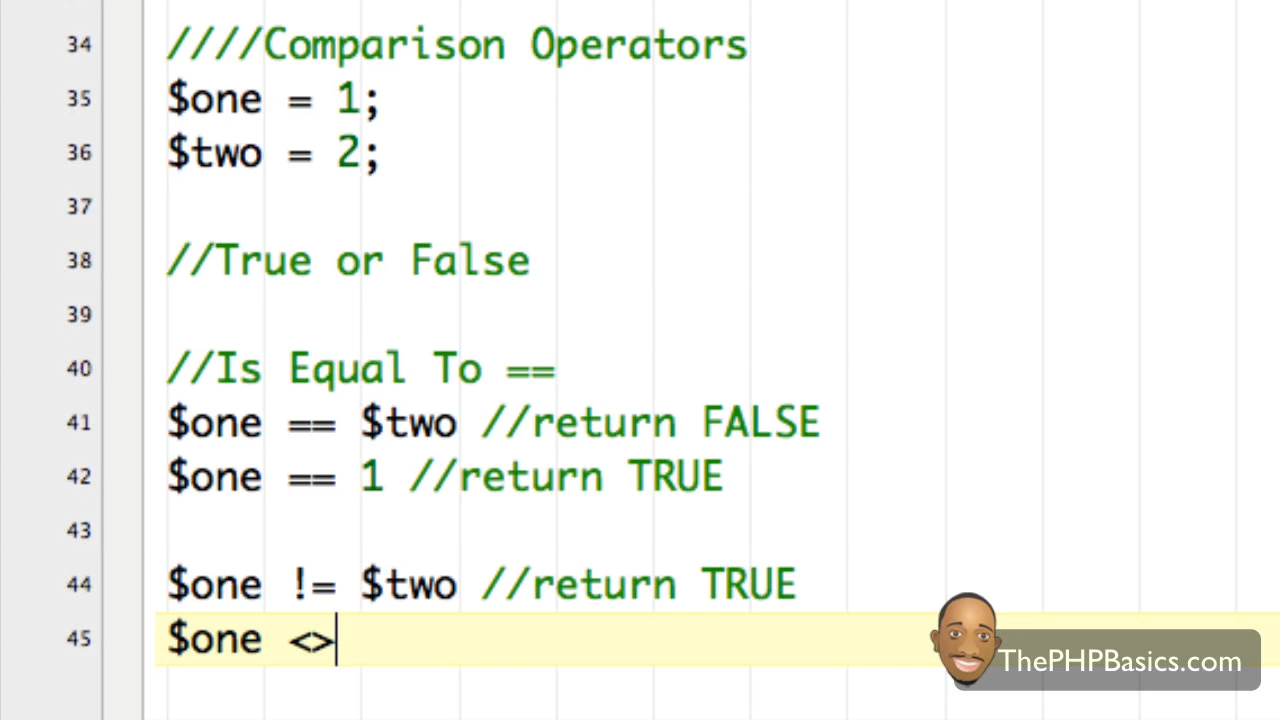 34 ////Comparison Operators
35 $one = 1;
36 $two = 2;
37
38 //True or False
39
40 //Is Equal To ==
41 $one == $two //return FALSE
42 $one == 1 //return TRUE
43
44 $one != $two //return TRUE
45 $one <>
ThePHPBasics.com